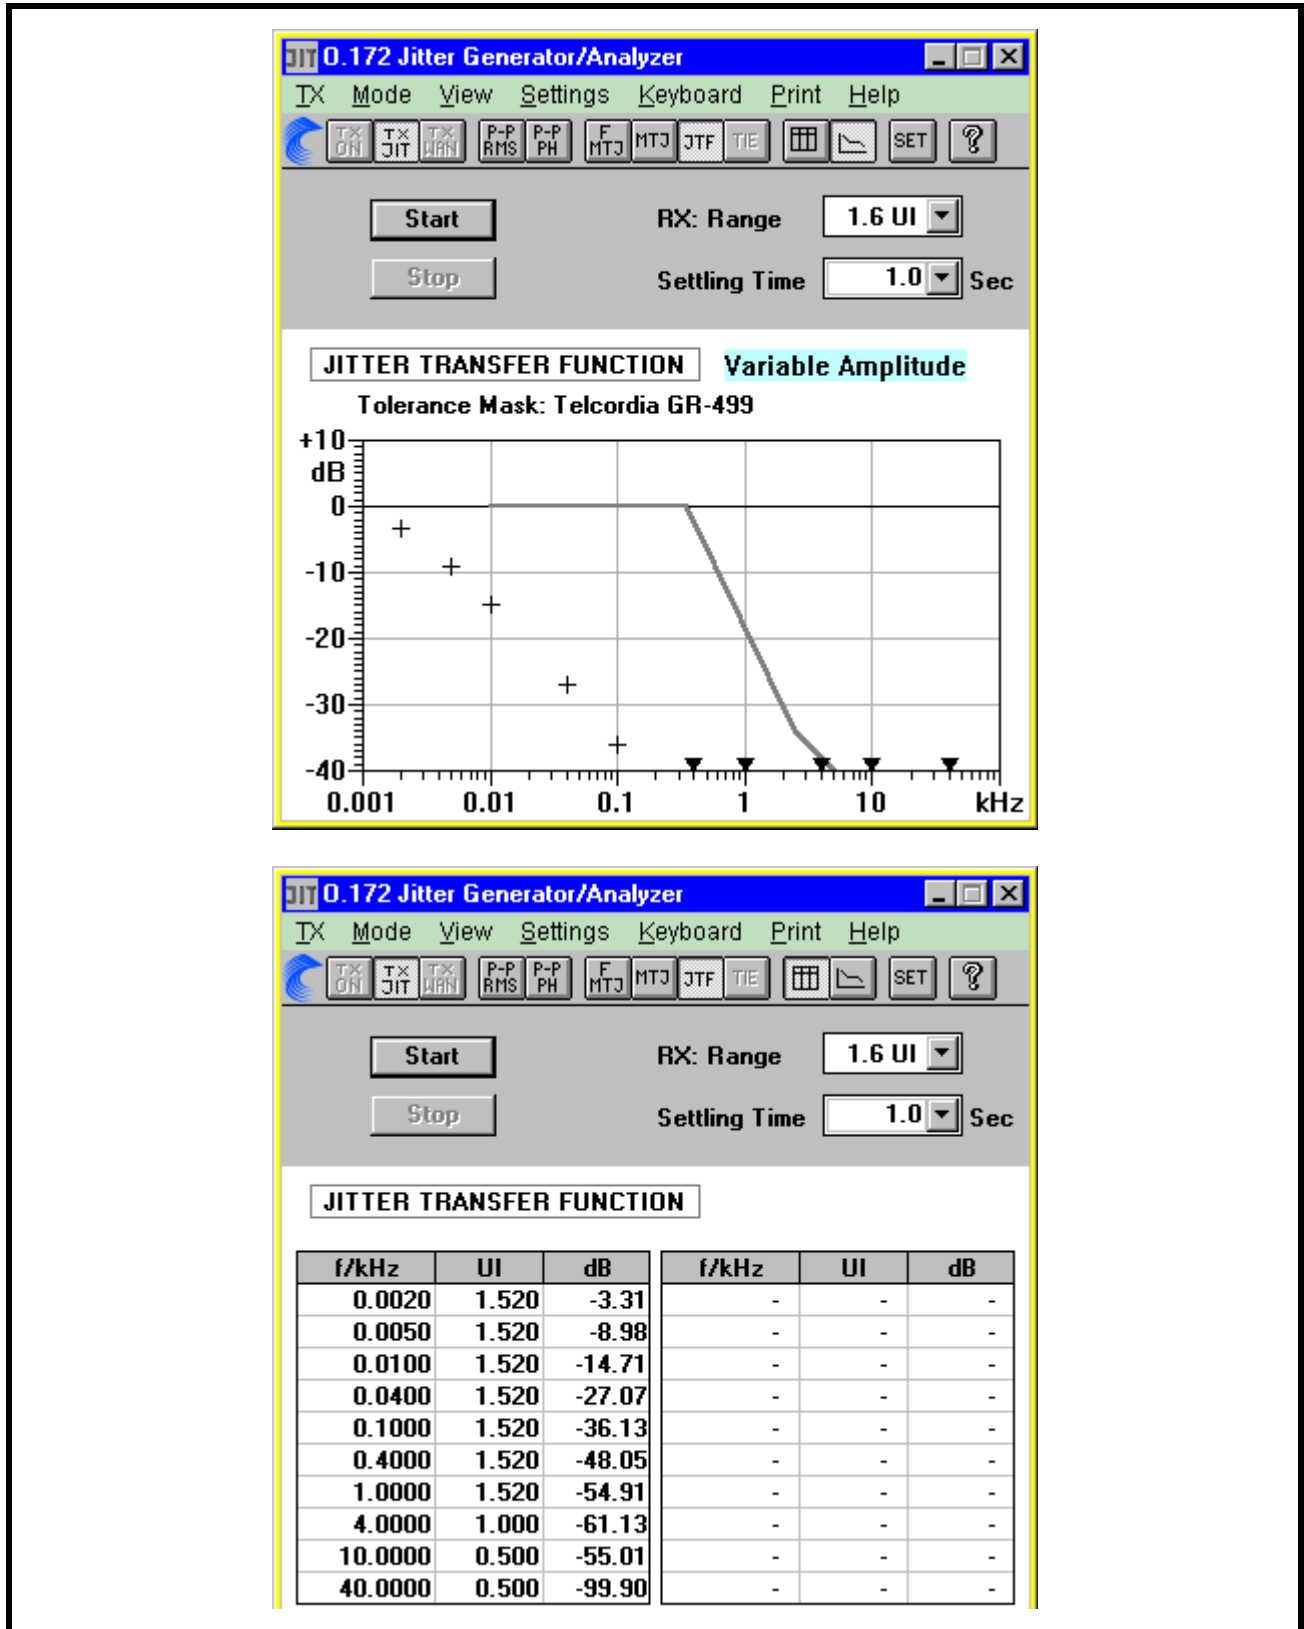 JIT O.172 Jitter Generator/Analyzer
TX Mode View Settings Keyboard Print Help
TX ON TX JIT TX WAN P-P RMS P-P PH F MTJ MTJ JTF TIE SET ?
Start RX: Range 1.6 UI
Stop Settling Time 1.0 Sec
JITTER TRANSFER FUNCTION Variable Amplitude
Tolerance Mask: Telcordia GR-499
+10
dB
0
-10
-20
-30
-40
0.001 0.01 0.1 1 10 kHz
JIT O.172 Jitter Generator/Analyzer
TX Mode View Settings Keyboard Print Help
TX ON TX JIT TX WAN P-P RMS P-P PH F MTJ MTJ JTF TIE SET ?
Start RX: Range 1.6 UI
Stop Settling Time 1.0 Sec
JITTER TRANSFER FUNCTION
f/kHz UI dB f/kHz UI dB
0.0020 1.520 -3.31 - - -
0.0050 1.520 -8.98 - - -
0.0100 1.520 -14.71 - - -
0.0400 1.520 -27.07 - - -
0.1000 1.520 -36.13 - - -
0.4000 1.520 -48.05 - - -
1.0000 1.520 -54.91 - - -
4.0000 1.000 -61.13 - - -
10.0000 0.500 -55.01 - - -
40.0000 0.500 -99.90 - - -